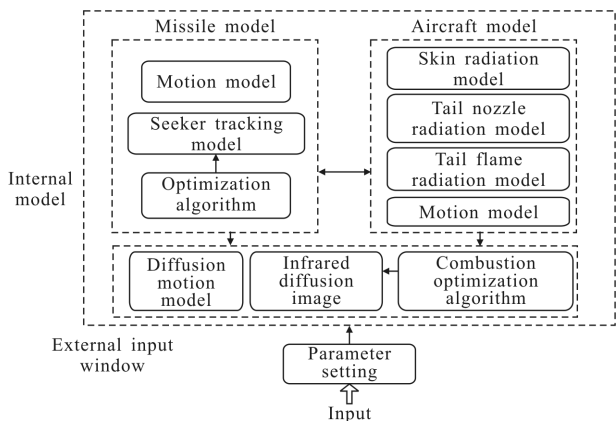 Missile model
Aircraft model
Motion model
Seeker tracking
model
Optimization
algorithm
Skin radiation
model
Tail nozzle
radiation model
Tail flame
radiation model
Motion model
Internal
model
Diffusion
motion
model
Infrared
diffusion
image
Combustion
optimization
algorithm
External input
window
Parameter
setting
Input